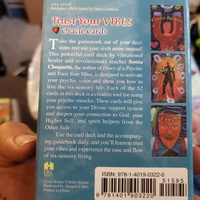 Trust Your VIBES
Oracle Cards
Take the guesswork out of your deci-
sions and use your sixth sense instead!
This powerful card deck by vibrational
healer and revolutionary teacher Sonia
Choquette, the author of Diary of a Psychic
and Trust Your Vibes, is designed to activate
your psychic voice and show you how to
live an extraordinary life. Each of the 52
cards in this deck is a creative tool for using
your psychic muscles. These cards will give
you access to your Divine support system
and deepen your connection to God, your
Higher Self, and spirit helpers from the
Other Side.
Use the card deck and the accompany-
ing guidebook daily, and you'll learn to
trust your vibes and experience the ease and flow
of six-sensory living.
ISBN: 978-1-4019-0322-0
51595
9 781401 903220